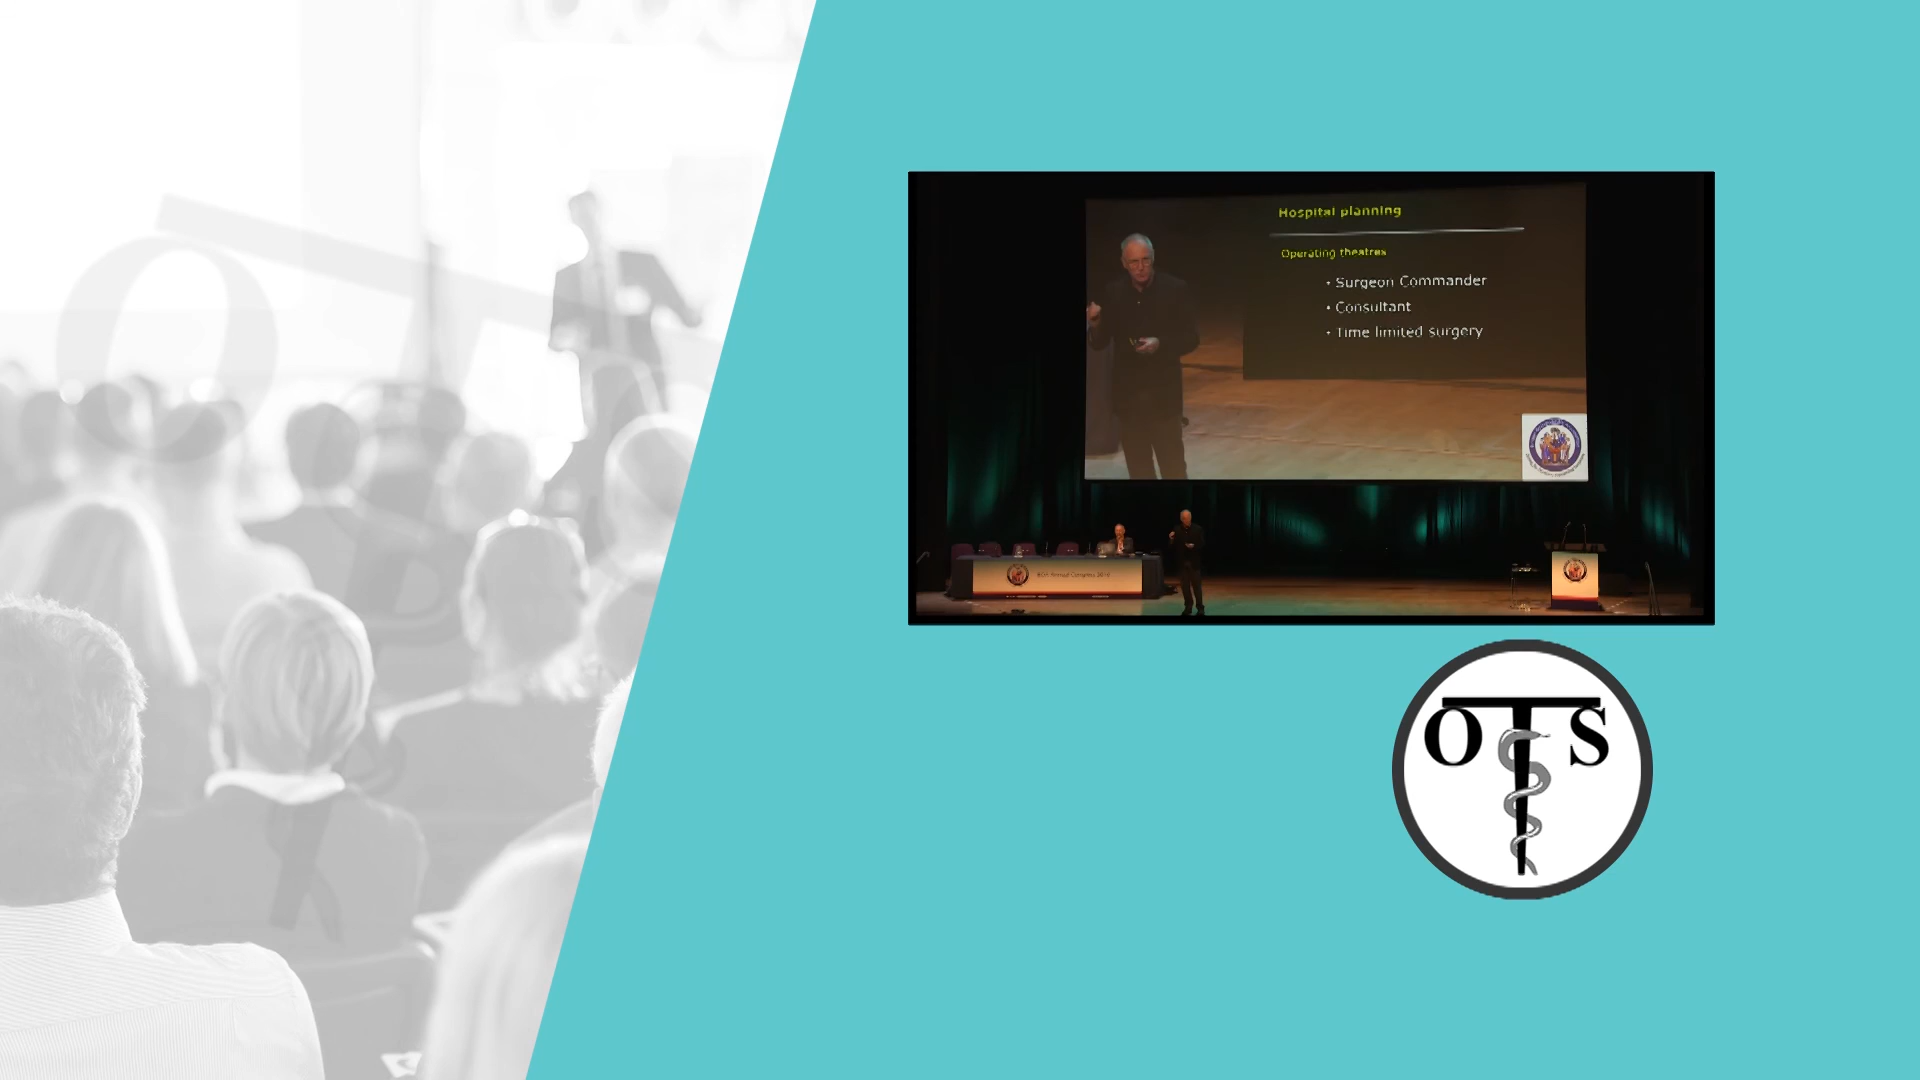 Hospital planning
Operating theatres
• Surgeon Commander
• Consultant
• Time limited surgery
OTS